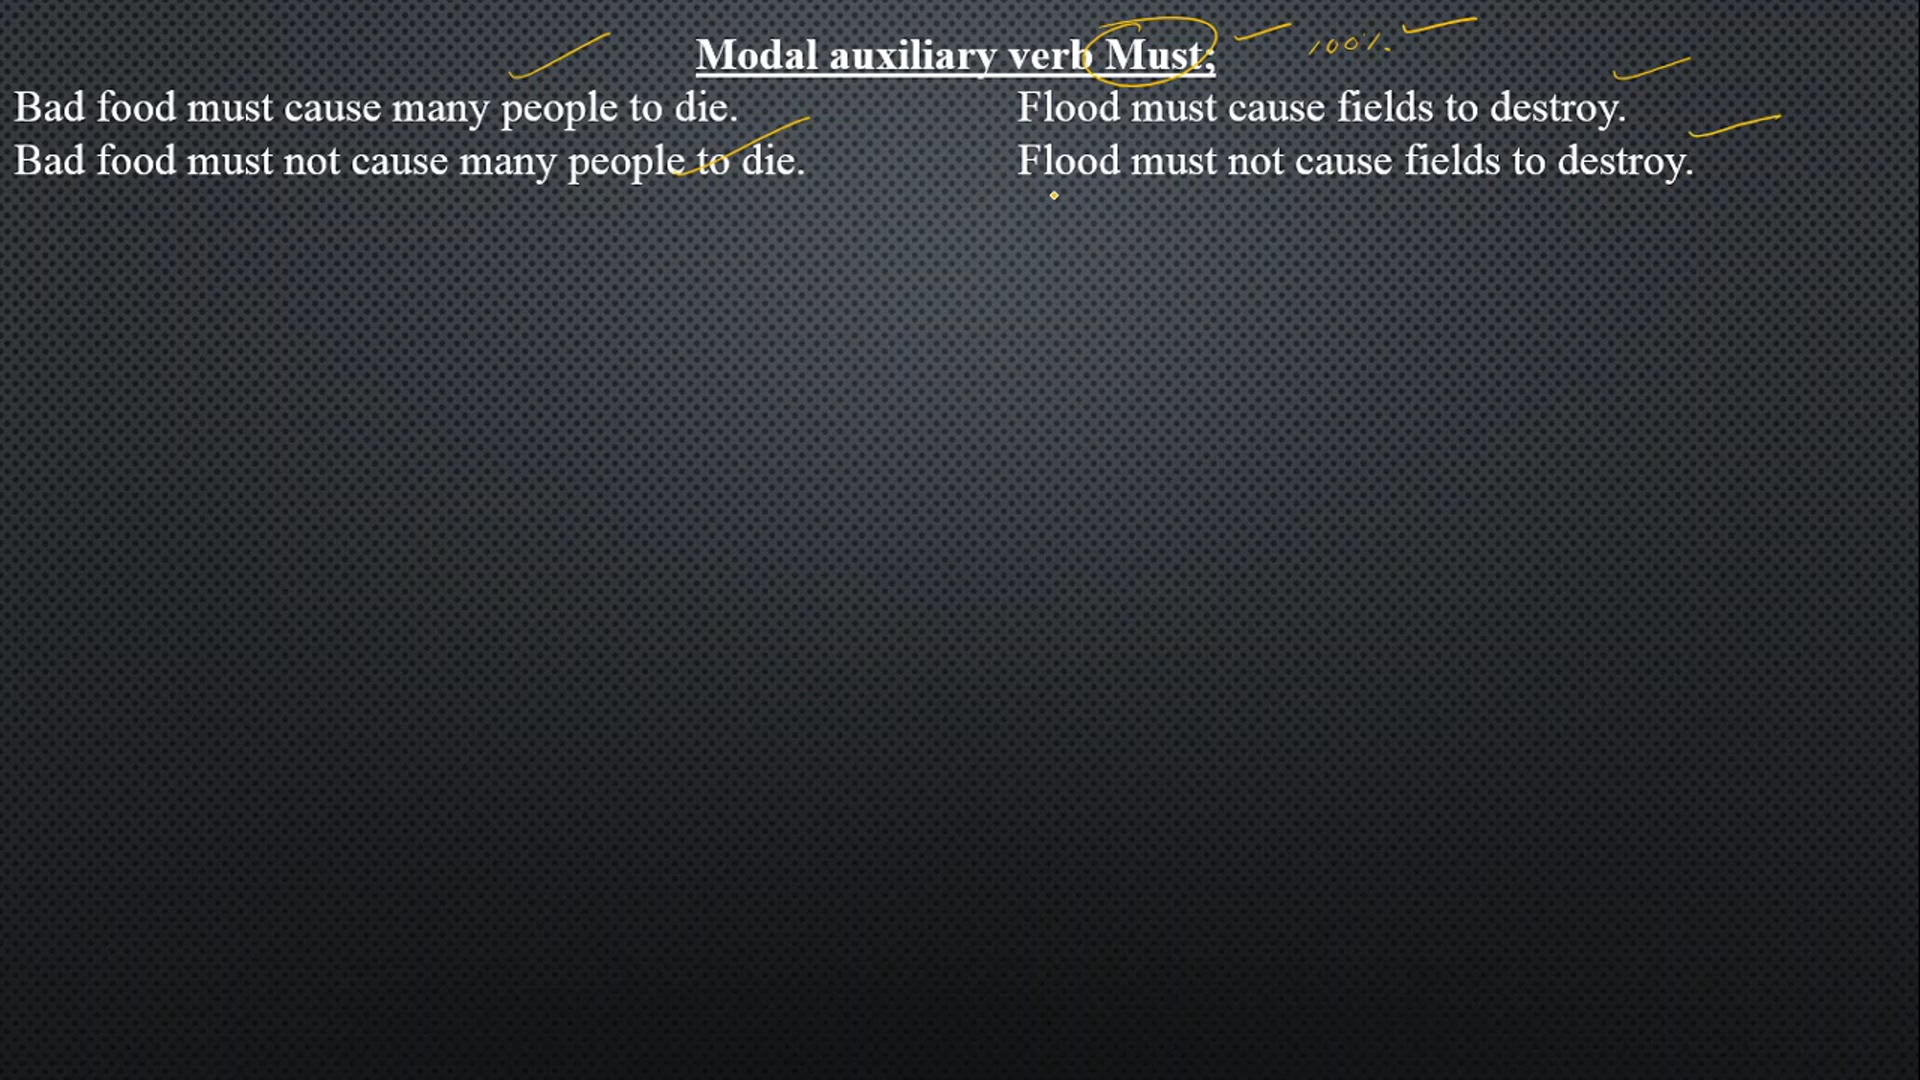 Modal auxiliary verb Must; 100%.
Bad food must cause many people to die. Flood must cause fields to destroy.
Bad food must not cause many people to die. Flood must not cause fields to destroy.